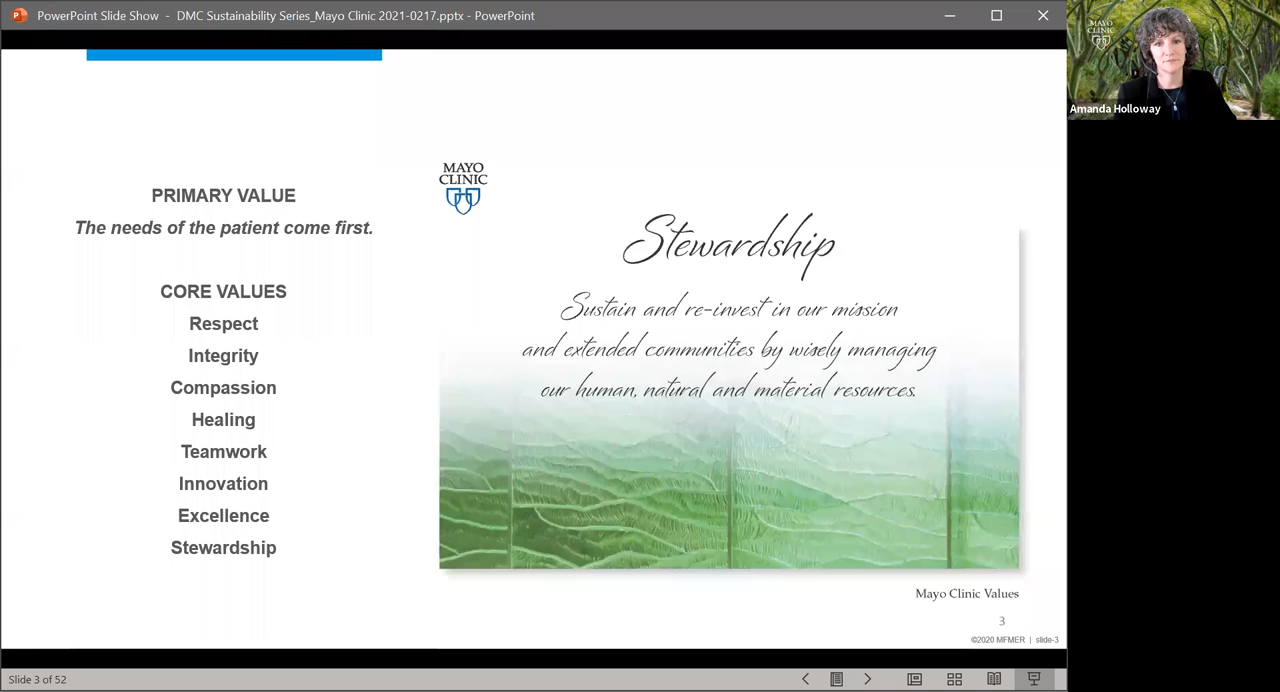 PowerPoint Slide Show - DMC Sustainability Series_Mayo Clinic 2021-0217.pptx - PowerPoint
MAYO
CLINIC
Amanda Holloway
PRIMARY VALUE
The needs of the patient come first.
CORE VALUES
Respect
Integrity
Compassion
Healing
Teamwork
Innovation
Excellence
Stewardship
MAYO
CLINIC
Stewardship
Sustain and re-invest in our mission
and extended communities by wisely managing
our human, natural and material resources.
Mayo Clinic Values
3
©2020 MFMER | slide-3
Slide 3 of 52